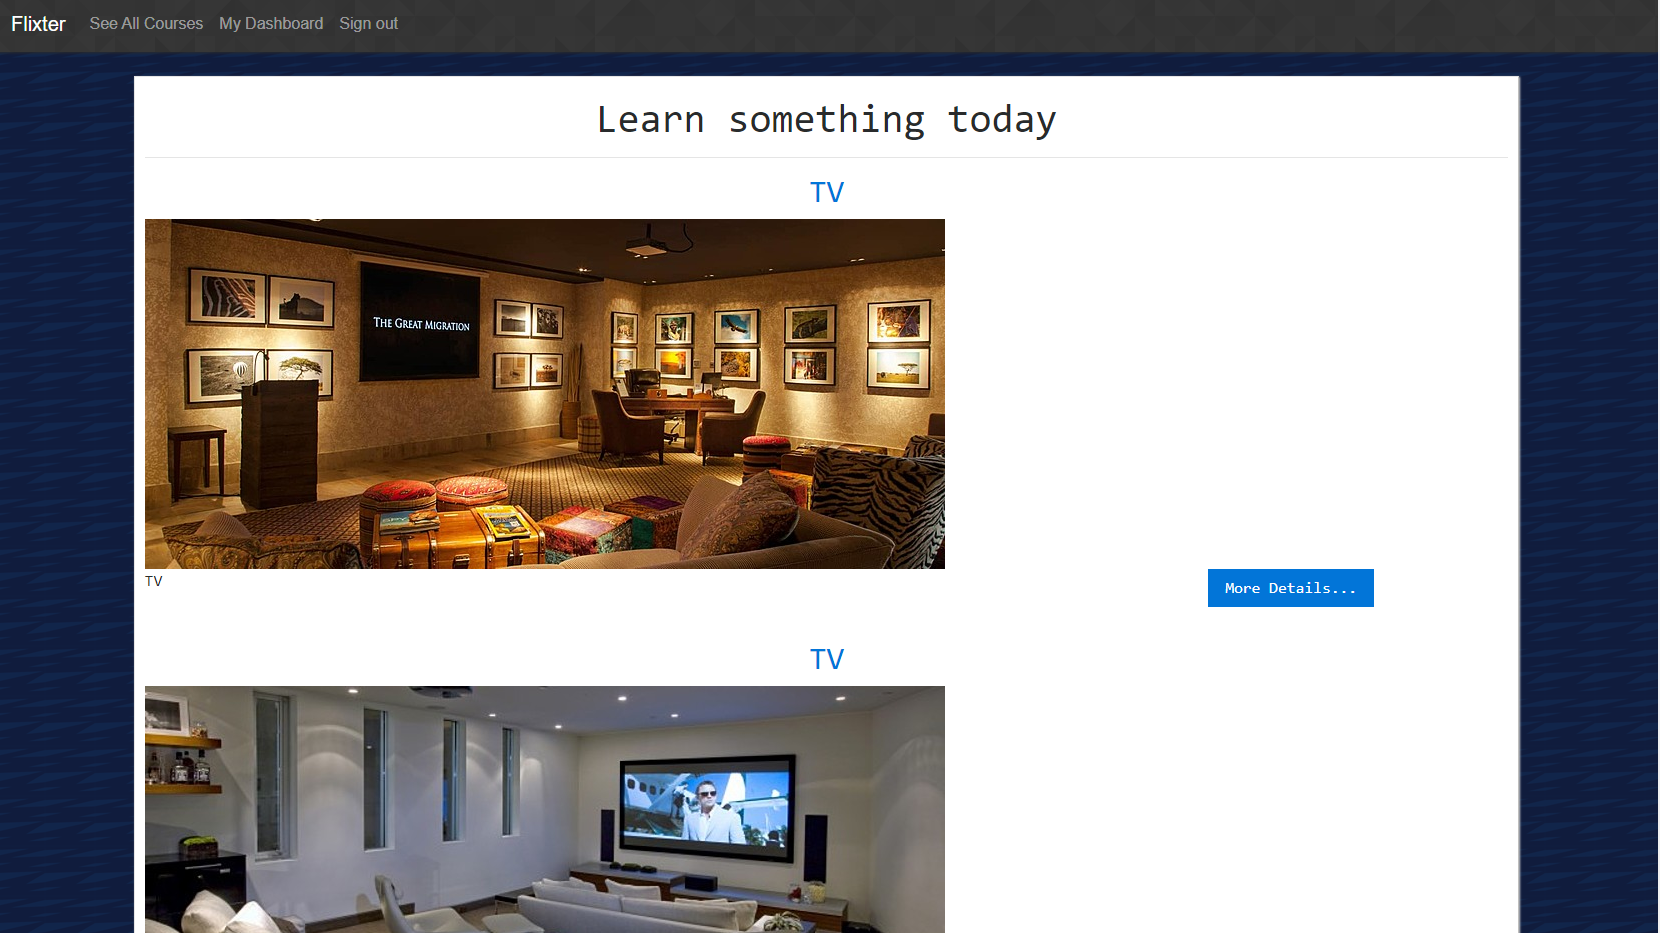 Flixter See All Courses My Dashboard Sign out
Learn something today
TV
THE GREAT MIGRATION
TV
More Details...
TV